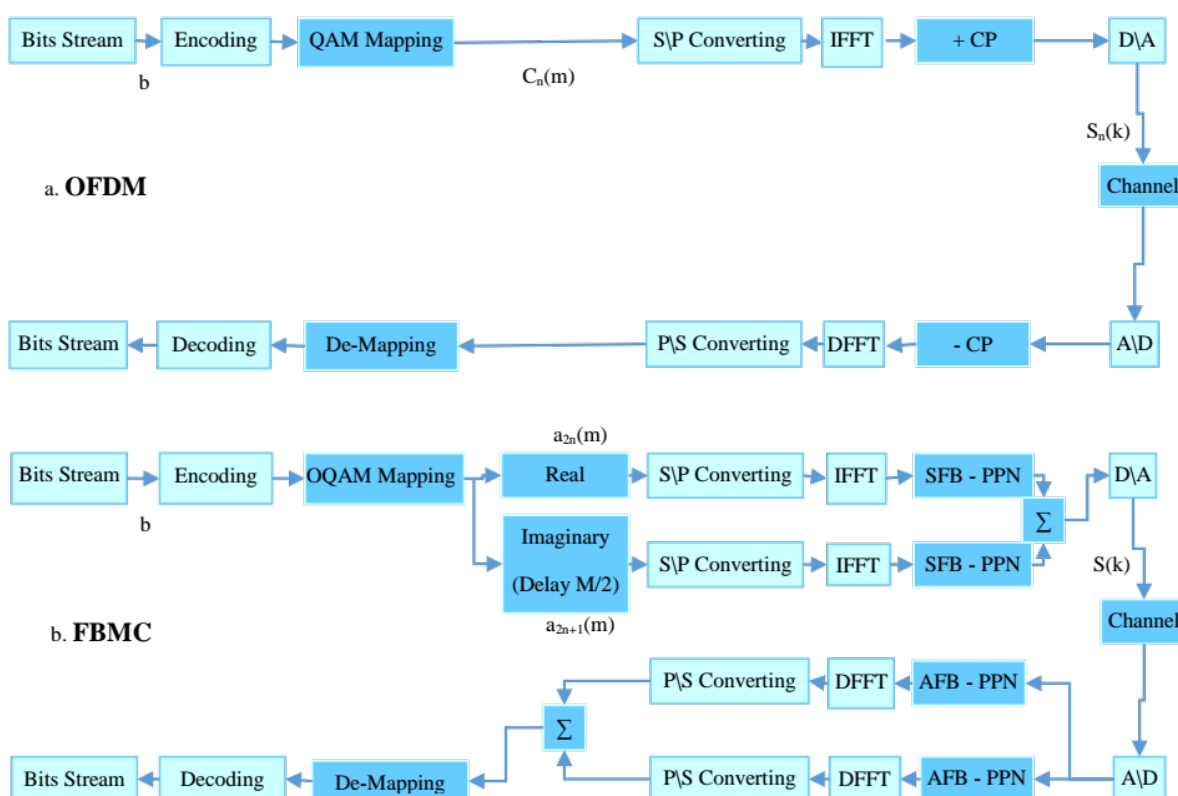 Bits Stream Encoding QAM Mapping S\P Converting IFFT + CP D\A
b Cₙ(m)
Sₙ(k)
a. OFDM
Channel
Bits Stream Decoding De-Mapping P\S Converting DFFT - CP A\D
a₂ₙ(m)
Bits Stream Encoding OQAM Mapping Real S\P Converting IFFT SFB - PPN D\A
b
∑
Imaginary
(Delay M/2)
S\P Converting IFFT SFB - PPN
S(k)
a₂ₙ₊₁(m)
b. FBMC
Channel
P\S Converting DFFT AFB - PPN
∑
Bits Stream Decoding De-Mapping P\S Converting DFFT AFB - PPN A\D